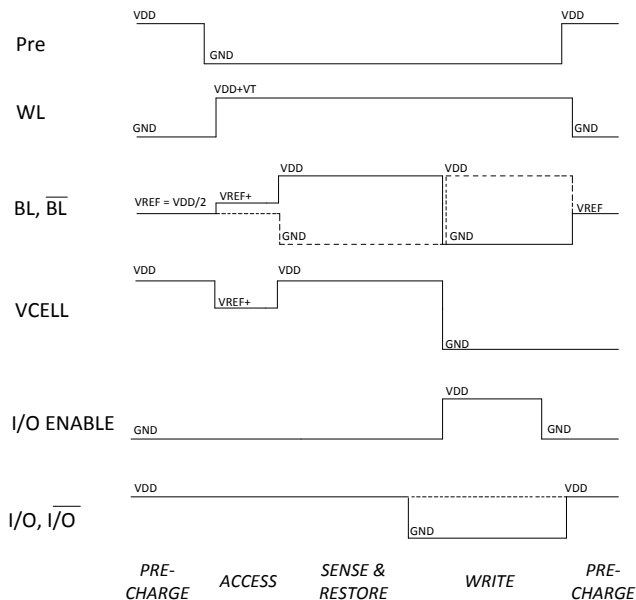 VDD
VDD
Pre
GND
VDD+VT
WL
GND
GND
VDD
VDD
BL, BL
VREF = VDD/2
VREF+
VREF
GND
GND
VDD
VDD
VREF+
VCELL
GND
VDD
I/O ENABLE
GND
GND
VDD
VDD
I/O, I/O
GND
PRE-
CHARGE
ACCESS
SENSE &
RESTORE
WRITE
PRE-
CHARGE